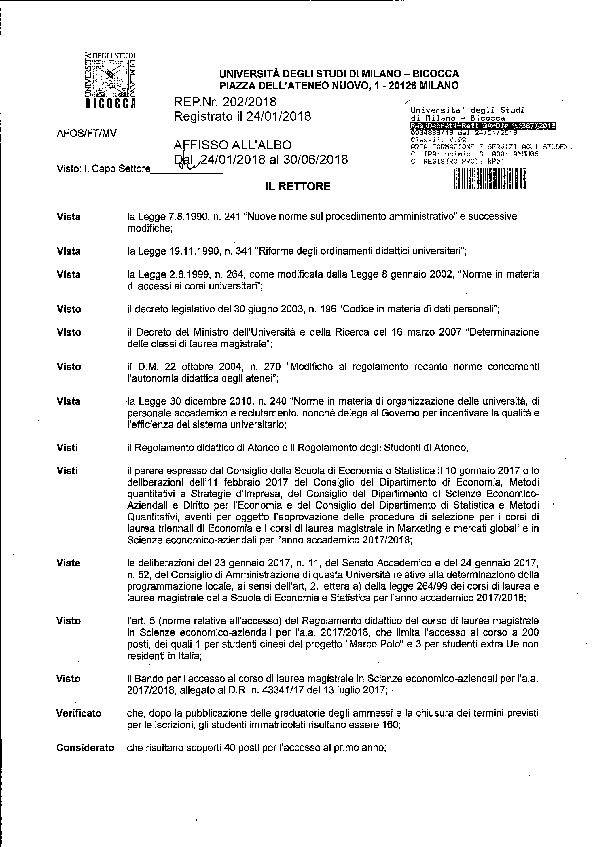 DEGLI STUDI
UNIVERSITÀ
BICOCCA
UNIVERSITÀ DEGLI STUDI DI MILANO – BICOCCA
PIAZZA DELL'ATENEO NUOVO, 1 - 20126 MILANO
REP.Nr. 202/2018
Registrato il 24/01/2018
Universita' degli Studi
di Milano - Bicocca
AFOS/FT/MV
AFFISSO ALL'ALBO
Dal 24/01/2018 al 30/06/2018
Visto: Il Capo Settore
IL RETTORE
Vista la Legge 7.8.1990, n. 241 "Nuove norme sul procedimento amministrativo" e successive
modifiche;
Vista la Legge 19.11.1990, n. 341 "Riforma degli ordinamenti didattici universitari";
Vista la Legge 2.8.1999, n. 264, come modificata dalla Legge 8 gennaio 2002, "Norme in materia
di accessi ai corsi universitari";
Visto il decreto legislativo del 30 giugno 2003, n. 196 "Codice in materia di dati personali";
Visto il Decreto del Ministro dell'Università e della Ricerca del 16 marzo 2007 "Determinazione
delle classi di laurea magistrale";
Visto il D.M. 22 ottobre 2004, n. 270 "Modifiche al regolamento recante norme concernenti
l'autonomia didattica degli atenei";
Vista la Legge 30 dicembre 2010, n. 240 "Norme in materia di organizzazione delle università, di
personale accademico e reclutamento, nonché delega al Governo per incentivare la qualità e
l'efficienza del sistema universitario;
Visti il Regolamento didattico di Ateneo e il Regolamento degli Studenti di Ateneo;
Visti il parere espresso dal Consiglio della Scuola di Economia e Statistica il 10 gennaio 2017 e le
deliberazioni dell'11 febbraio 2017 del Consiglio del Dipartimento di Economia, Metodi
quantitativi e Strategie d'Impresa, del Consiglio del Dipartimento di Scienze Economico-
Aziendali e Diritto per l'Economia e del Consiglio del Dipartimento di Statistica e Metodi
Quantitativi, aventi per oggetto l'approvazione delle procedure di selezione per i corsi di
laurea triennali di Economia e i corsi di laurea magistrale in Marketing e mercati globali e in
Scienze economico-aziendali per l'anno accademico 2017/2018;
Viste le deliberazioni del 23 gennaio 2017, n. 11, del Senato Accademico e del 24 gennaio 2017,
n. 52, del Consiglio di Amministrazione di questa Università relative alla determinazione della
programmazione locale, ai sensi dell'art. 2, lettera a) della legge 264/99 dei corsi di laurea e
laurea magistrale della Scuola di Economia e Statistica per l'anno accademico 2017/2018;
Visto l'art. 5 (norme relative all'accesso) del Regolamento didattico del corso di laurea magistrale
in Scienze economico-aziendali per l'a.a. 2017/2018, che limita l'accesso al corso a 200
posti, dei quali 1 per studenti cinesi del progetto "Marco Polo" e 3 per studenti extra Ue non
residenti in Italia;
Visto il Bando per l'accesso al corso di laurea magistrale in Scienze economico-aziendali per l'a.a.
2017/2018, allegato al D.R. n. 43341/17 del 13 luglio 2017;
Verificato che, dopo la pubblicazione delle graduatorie degli ammessi e la chiusura dei termini previsti
per le iscrizioni, gli studenti immatricolati risultano essere 160;
Considerato che risultano scoperti 40 posti per l'accesso al primo anno;